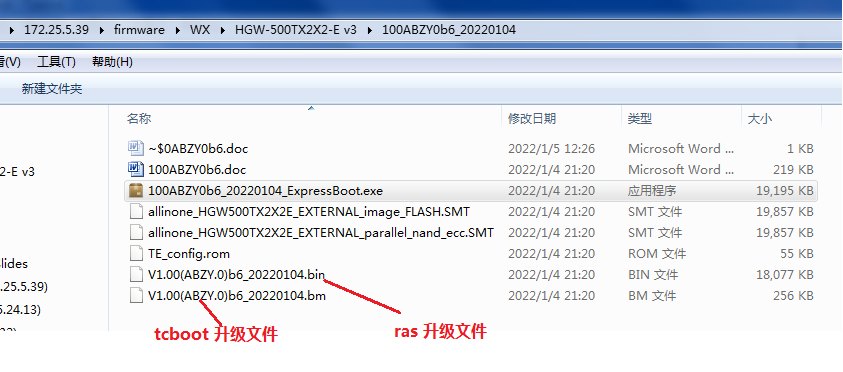 172.25.5.39 firmware WX HGW-500TX2X2-E v3 100ABZY0b6_20220104
看(V) 工具(T) 帮助(H)
新建文件夹
名称 修改日期 类型 大小
~$0ABZY0b6.doc 2022/1/5 12:26 Microsoft Word ... 1 KB
2-E v3 100ABZY0b6.doc 2022/1/4 21:20 Microsoft Word ... 219 KB
100ABZY0b6_20220104_ExpressBoot.exe 2022/1/4 21:20 应用程序 19,195 KB
allinone_HGW500TX2X2E_EXTERNAL_image_FLASH.SMT 2022/1/4 21:20 SMT 文件 19,857 KB
allinone_HGW500TX2X2E_EXTERNAL_parallel_nand_ecc.SMT 2022/1/4 21:20 SMT 文件 19,857 KB
TE_config.rom 2022/1/4 21:20 ROM 文件 55 KB
slides
V1.00(ABZY.0)b6_20220104.bin 2022/1/4 21:20 BIN 文件 18,077 KB
.25.5.39)
V1.00(ABZY.0)b6_20220104.bm 2022/1/4 21:20 BM 文件 256 KB
5.24.13)
5.5.39)
tcboot 升级文件
ras 升级文件